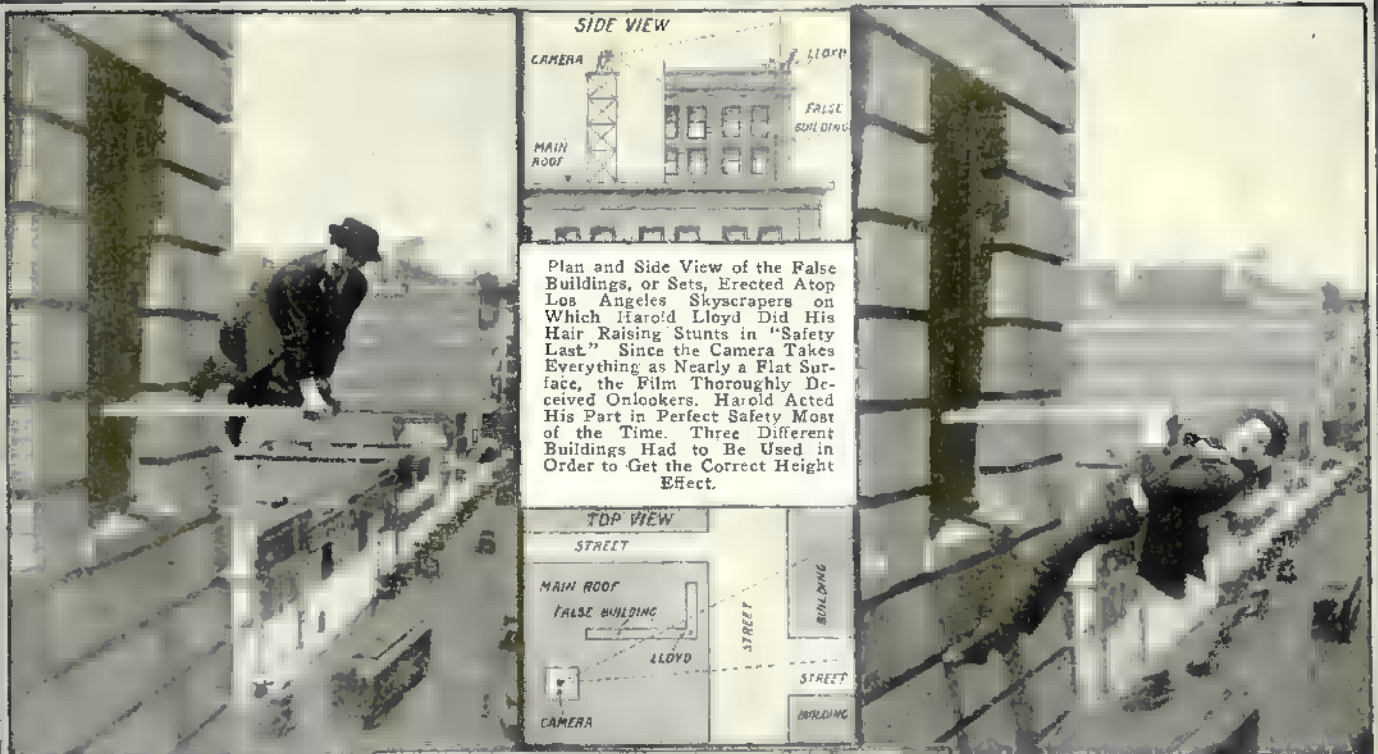 SIDE VIEW
CAMERA
LLOYD
FALSE
BUILDING
MAIN
ROOF
Plan and Side View of the False
Buildings, or Sets, Erected Atop
Los Angeles Skyscrapers on
Which Harold Lloyd Did His
Hair Raising Stunts in "Safety
Last." Since the Camera Takes
Everything as Nearly a Flat Sur-
face, the Film Thoroughly De-
ceived Onlookers. Harold Acted
His Part in Perfect Safety Most
of the Time. Three Different
Buildings Had to Be Used in
Order to Get the Correct Height
Effect.
TOP VIEW
STREET
MAIN ROOF
FALSE BUILDING
LLOYD
STREET
BUILDING
STREET
CAMERA
BUILDING